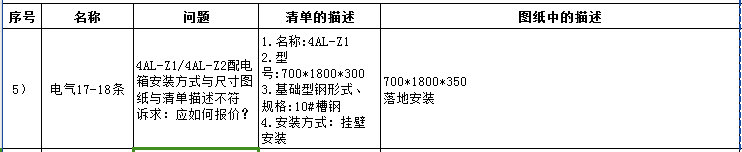 序号 名称 问题 清单的描述 图纸中的描述
5） 电气17-18条
4AL-Z1/4AL-Z2配电
箱安装方式与尺寸图
纸与清单描述不符
诉求：应如何报价？
1.名称:4AL-Z1
2.型
号:700*1800*300
3.基础型钢形式、
规格:10#槽钢
4.安装方式：挂壁
安装
700*1800*350
落地安装